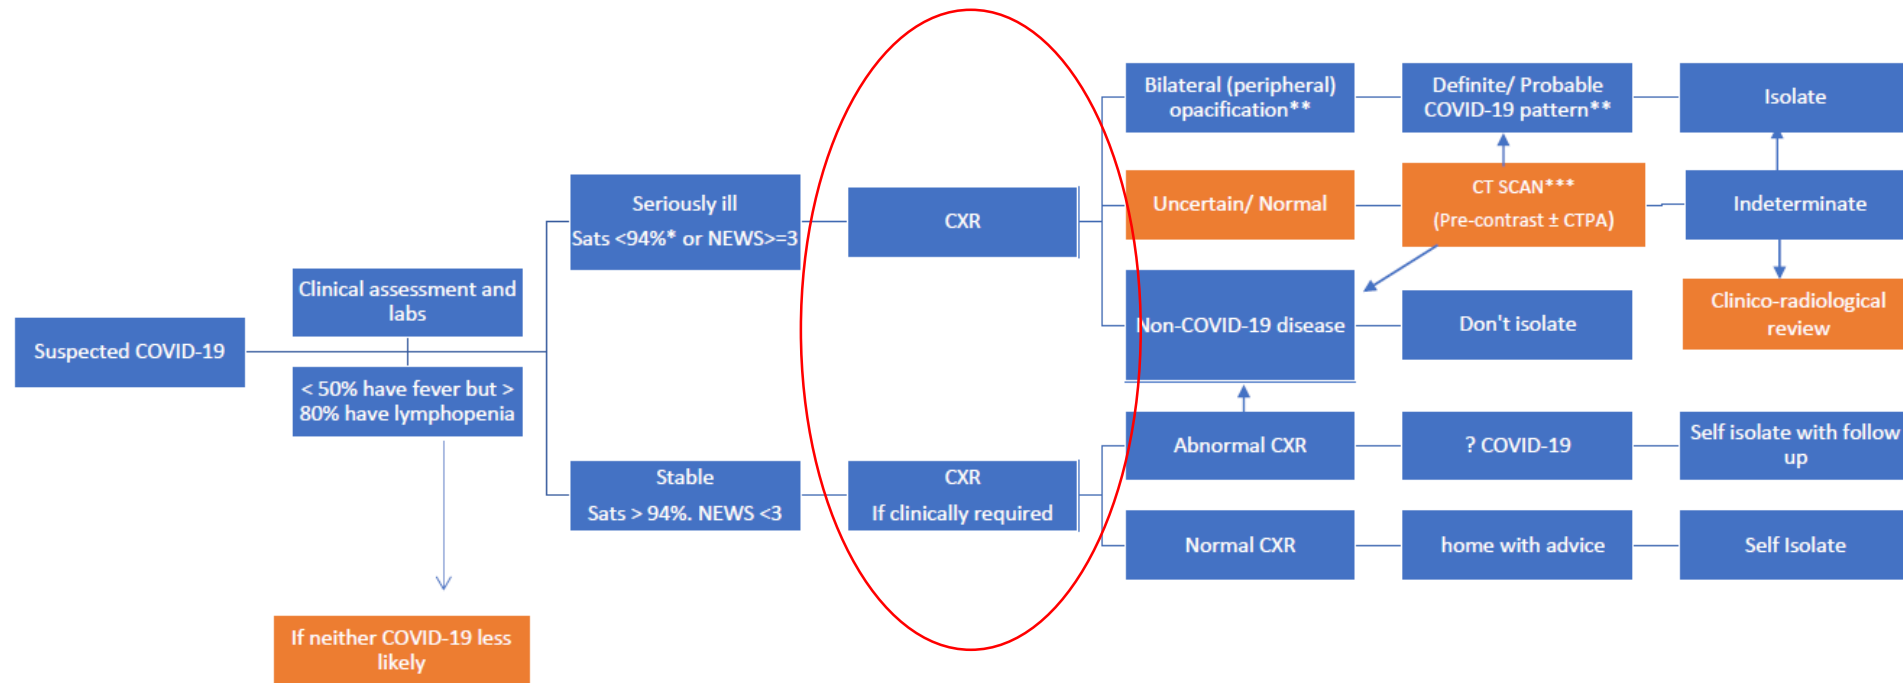 Suspected COVID-19
Clinical assessment and
labs
< 50% have fever but >
80% have lymphopenia
If neither COVID-19 less
likely
Seriously ill
Sats <94%* or NEWS>=3
Stable
Sats > 94%. NEWS <3
CXR
CXR
If clinically required
Bilateral (peripheral)
opacification**
Definite/ Probable
COVID-19 pattern**
Isolate
Uncertain/ Normal
CT SCAN***
(Pre-contrast ± CTPA)
Indeterminate
Clinico-radiological
review
Non-COVID-19 disease
Don't isolate
Abnormal CXR
? COVID-19
Self isolate with follow
up
Normal CXR
home with advice
Self Isolate